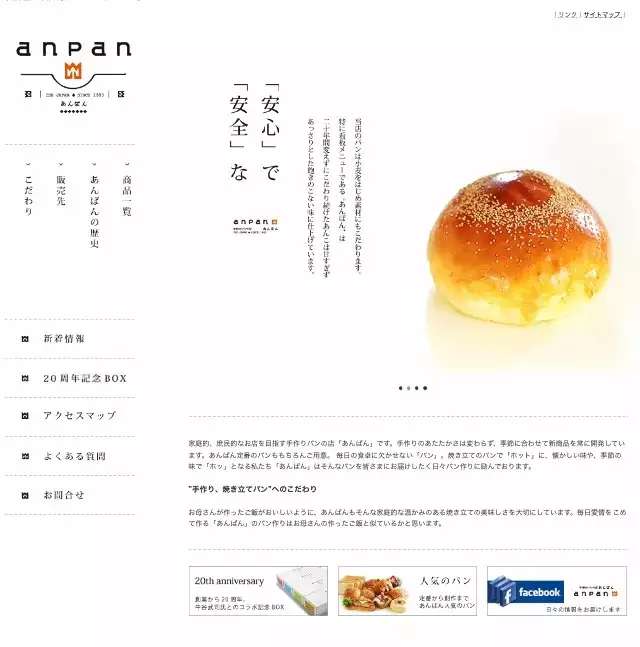 | リンク | サイトマップ |
anpan
THE JAPAN ◆ SINCE 1993
あんぱん
商品一覧
あんぱんの歴史
販売先
こだわり
新着情報
20周年記念BOX
アクセスマップ
よくある質問
お問合せ
「安心」で
「安全」な
当店のパンは小麦をはじめ素材にもこだわります。
特に看板メニューである「あんぱん」は
二十年間変えずにこだわり続けたあんこは甘すぎず
あっさりとした飽きのこない味に仕上げています。
anpan
あんぱん
家庭的、庶民的なお店を目指す手作りパンの店「あんぱん」です。手作りのあたたかさは変わらず、季節に合わせて新商品を常に開発してい
ます。あんぱん定番のパンももちろんご用意。 毎日の食卓に欠かせない「パン」。焼き立てのパンで「ホット」に、懐かしい味や、季節の
味で「ホッ」となる私たち「あんぱん」はそんなパンを皆さまにお届けしたく日々パン作りに励んでおります。
"手作り、焼き立てパン"へのこだわり
お母さんが作ったご飯がおいしいように、あんぱんもそんな家庭的な温かみのある焼き立ての美味しさを大切にしています。毎日愛情をこめ
て作る「あんぱん」のパン作りはお母さんの作ったご飯と似ているかと思います。
20th anniversary
創業から20周年、
牛谷武司氏とのコラボ記念BOX
人気のパン
定番から創作まで
あんぱん人気のパン
facebook
anpan
あんぱん
日々の情報をお届けします